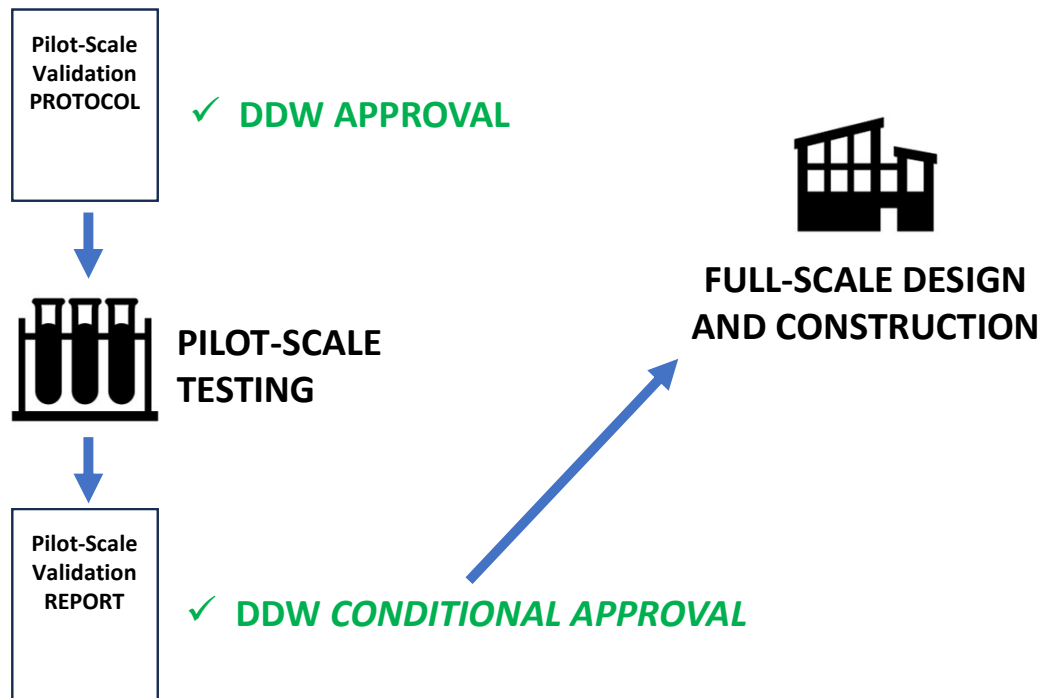 Pilot-Scale
Validation
PROTOCOL
✓ DDW APPROVAL
PILOT-SCALE
TESTING
Pilot-Scale
Validation
REPORT
✓ DDW CONDITIONAL APPROVAL
FULL-SCALE DESIGN
AND CONSTRUCTION